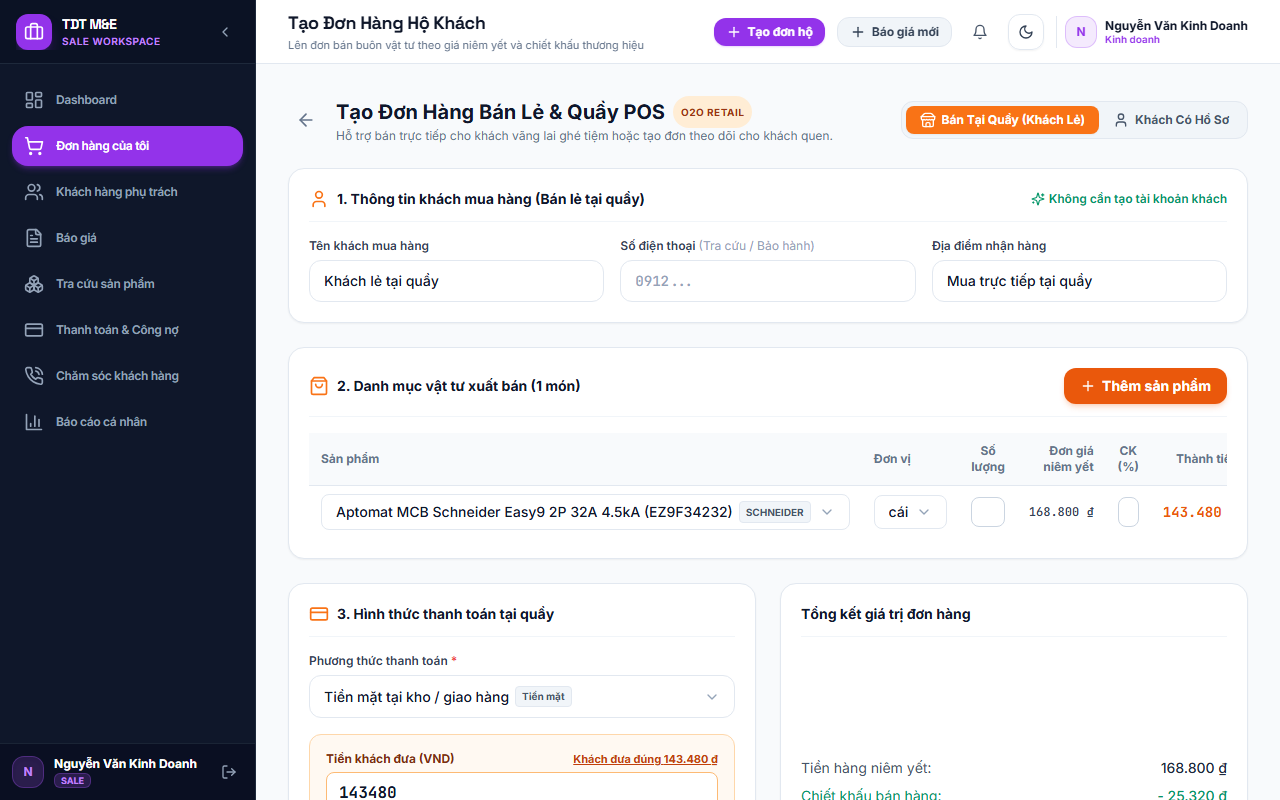 TDT M&E
SALE WORKSPACE
Dashboard
Đơn hàng của tôi
Khách hàng phụ trách
Báo giá
Tra cứu sản phẩm
Thanh toán & Công nợ
Chăm sóc khách hàng
Báo cáo cá nhân
N
Nguyễn Văn Kinh Doanh
SALE
Tạo Đơn Hàng Hộ Khách
Lên đơn bán buôn vật tư theo giá niêm yết và chiết khấu thương hiệu
Tạo đơn hộ
Báo giá mới
N
Nguyễn Văn Kinh Doanh
Kinh doanh
Tạo Đơn Hàng Bán Lẻ & Quầy POS
O2O RETAIL
Hỗ trợ bán trực tiếp cho khách vãng lai ghé tiệm hoặc tạo đơn theo dõi cho khách quen.
Bán Tại Quầy (Khách Lẻ)
Khách Có Hồ Sơ
1. Thông tin khách mua hàng (Bán lẻ tại quầy)
Không cần tạo tài khoản khách
Tên khách mua hàng
Số điện thoại (Tra cứu / Bảo hành)
Địa điểm nhận hàng
Khách lẻ tại quầy
0912...
Mua trực tiếp tại quầy
2. Danh mục vật tư xuất bán (1 món)
Thêm sản phẩm
Sản phẩm
Đơn vị
Số lượng
Đơn giá niêm yết
CK (%)
Thành tiề
Aptomat MCB Schneider Easy9 2P 32A 4.5kA (EZ9F34232)
SCHNEIDER
cái
168.800 ₫
143.480
3. Hình thức thanh toán tại quầy
Phương thức thanh toán *
Tiền mặt tại kho / giao hàng
Tiền mặt
Tiền khách đưa (VND)
Khách đưa đúng 143.480 ₫
143480
Tổng kết giá trị đơn hàng
Tiền hàng niêm yết:
168.800 ₫
Chiết khấu bán hàng:
- 25.320 ₫